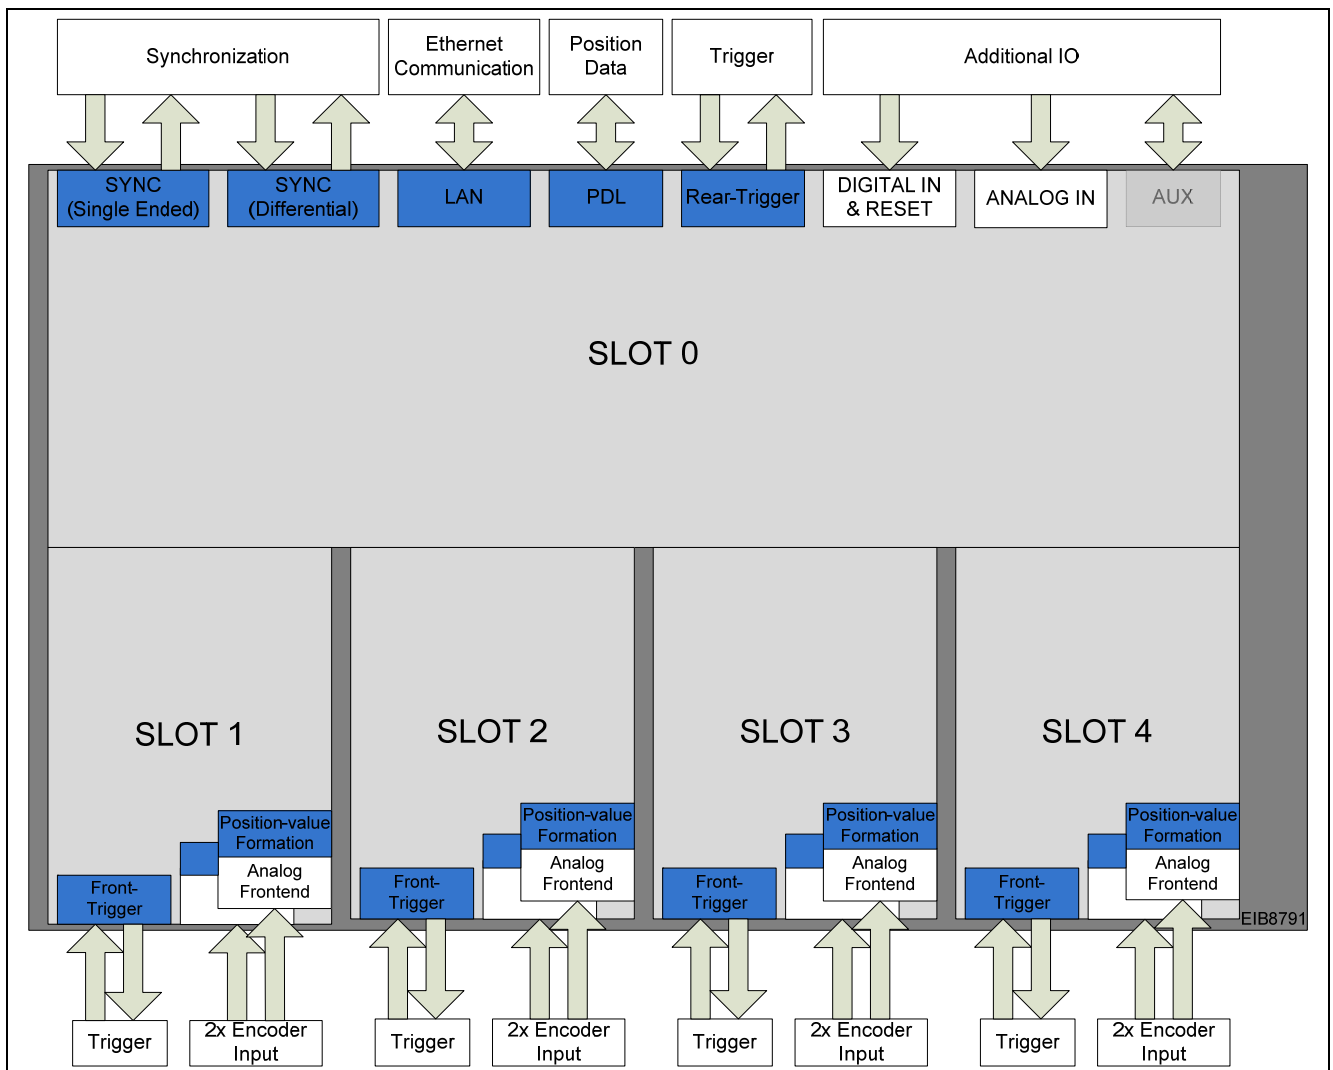 Synchronization
Ethernet
Communication
Position
Data
Trigger
Additional IO
SYNC
(Single Ended)
SYNC
(Differential)
LAN
PDL
Rear-Trigger
DIGITAL IN
& RESET
ANALOG IN
AUX
SLOT 0
SLOT 1
SLOT 2
SLOT 3
SLOT 4
Position-value
Formation
Analog
Frontend
Front-
Trigger
Position-value
Formation
Analog
Frontend
Front-
Trigger
Position-value
Formation
Analog
Frontend
Front-
Trigger
Position-value
Formation
Analog
Frontend
Front-
Trigger
EIB8791
Trigger
2x Encoder
Input
Trigger
2x Encoder
Input
Trigger
2x Encoder
Input
Trigger
2x Encoder
Input